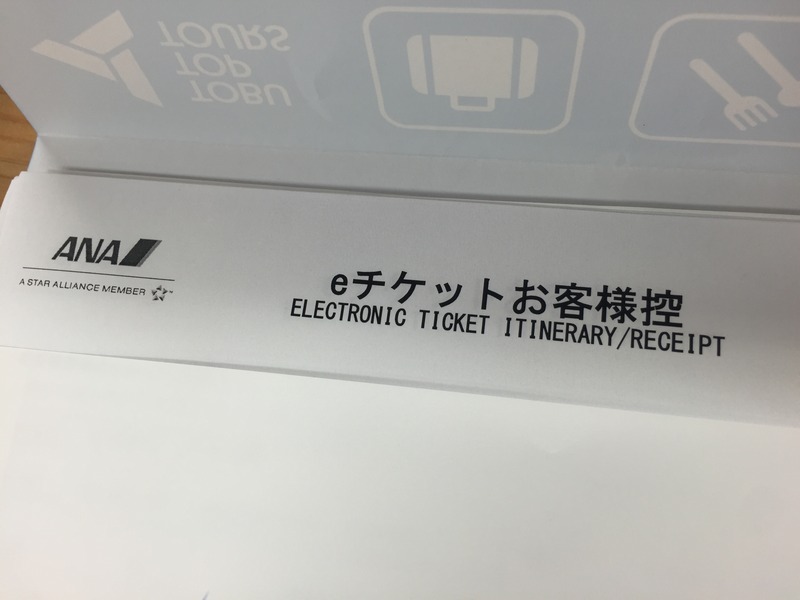 TOURS
TOP
TOBU
ANA
A STAR ALLIANCE MEMBER
eチケットお客様控
ELECTRONIC TICKET ITINERARY/RECEIPT